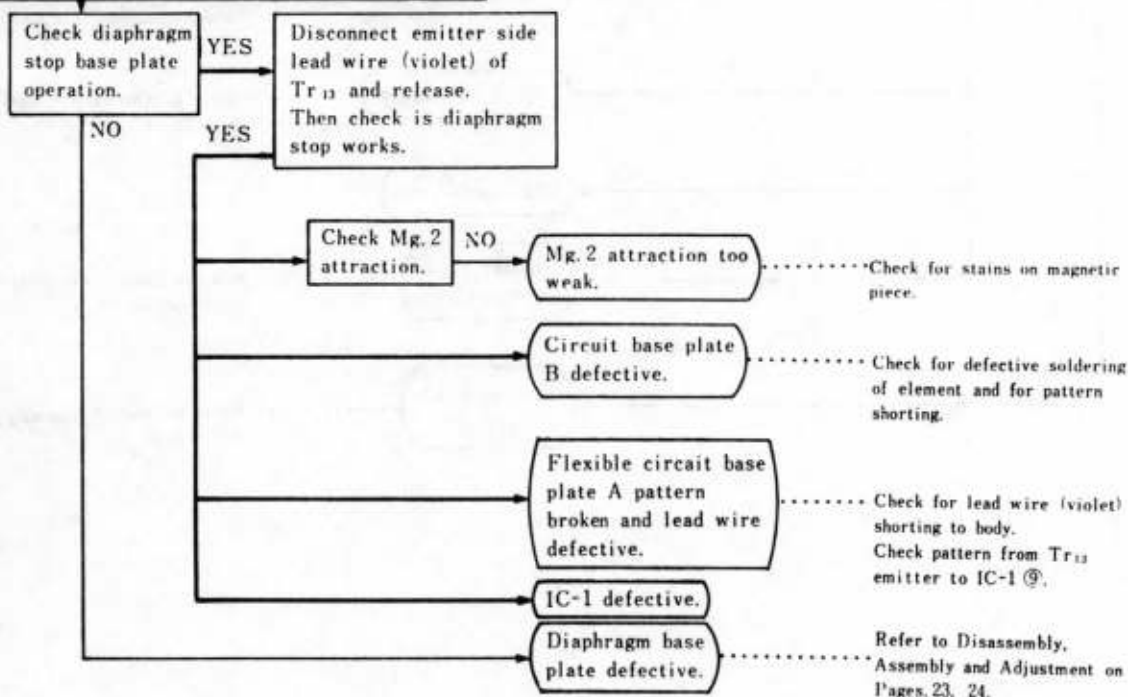 Check diaphragm
stop base plate
operation.
YES
Disconnect emitter side
lead wire (violet) of
Tr₁₃ and release.
Then check is diaphragm
stop works.
NO
YES
Check Mg.2
attraction.
NO
Mg.2 attraction too
weak.
Check for stains on magnetic
piece.
Circuit base plate
B defective.
Check for defective soldering
of element and for pattern
shorting.
Flexible circait base
plate A pattern
broken and lead wire
defective.
Check for lead wire (violet)
shorting to body.
Check pattern from Tr₁₃
emitter to IC-1 ⑨.
IC-1 defective.
Diaphragm base
plate defective.
Refer to Disassembly,
Assembly and Adjustment on
Pages. 23, 24.